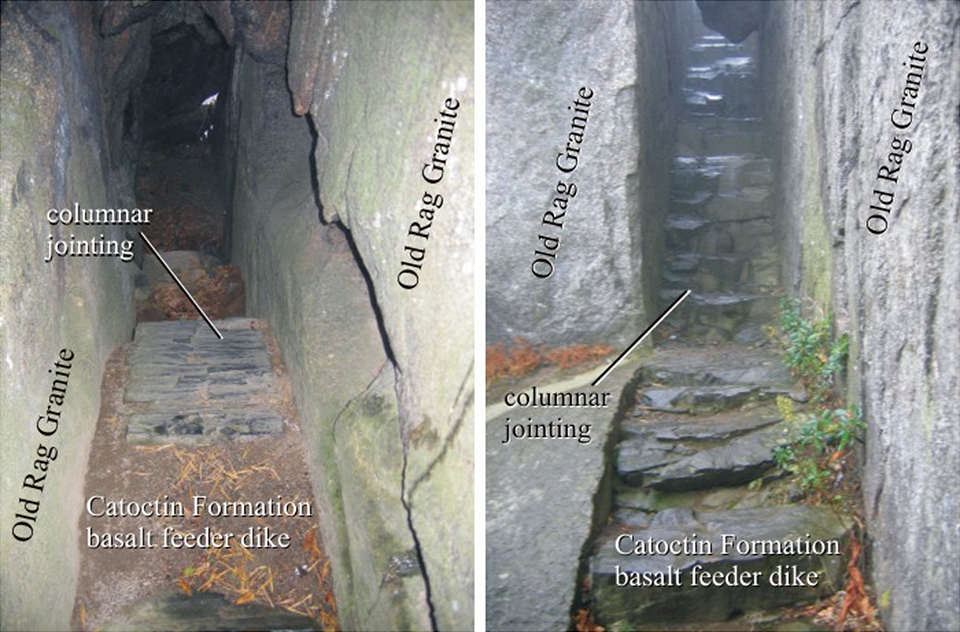 columnar
jointing
Old Rag Granite
Old Rag Granite
Catoctin Formation
basalt feeder dike
Old Rag Granite
Old Rag Granite
columnar
jointing
Catoctin Formation
basalt feeder dike